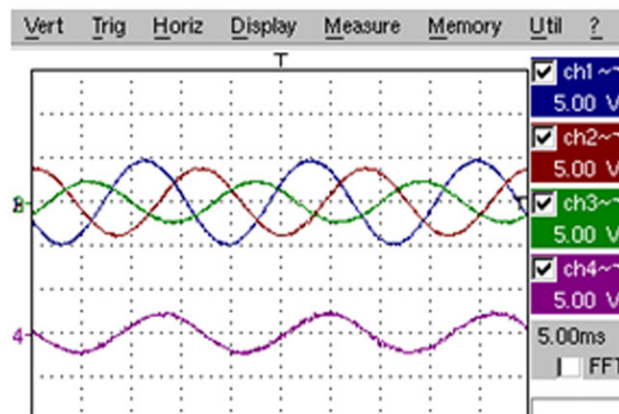 Vert Trig Horiz Display Measure Memory Util ?
T
ch1
5.00 V
ch2
5.00 V
ch3
5.00 V
ch4
5.00 V
4
5.00ms
FFT